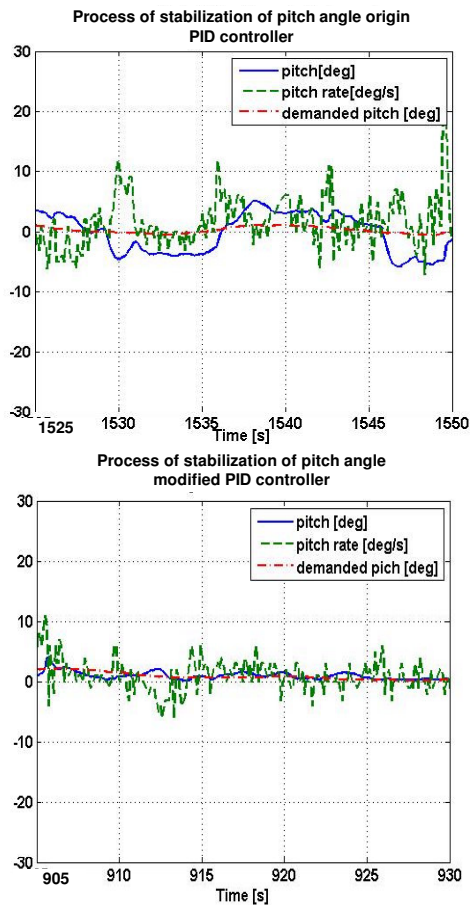 Process of stabilization of pitch angle origin
PID controller
30
20
10
0
-10
-20
-30
pitch[deg]
pitch rate[deg/s]
demanded pitch [deg]
1525
1530
1535
1540
1545
1550
Time [s]
Process of stabilization of pitch angle
modified PID controller
30
20
10
0
-10
-20
-30
pitch [deg]
pitch rate [deg/s]
demanded pich [deg]
905
910
915
920
925
930
Time [s]